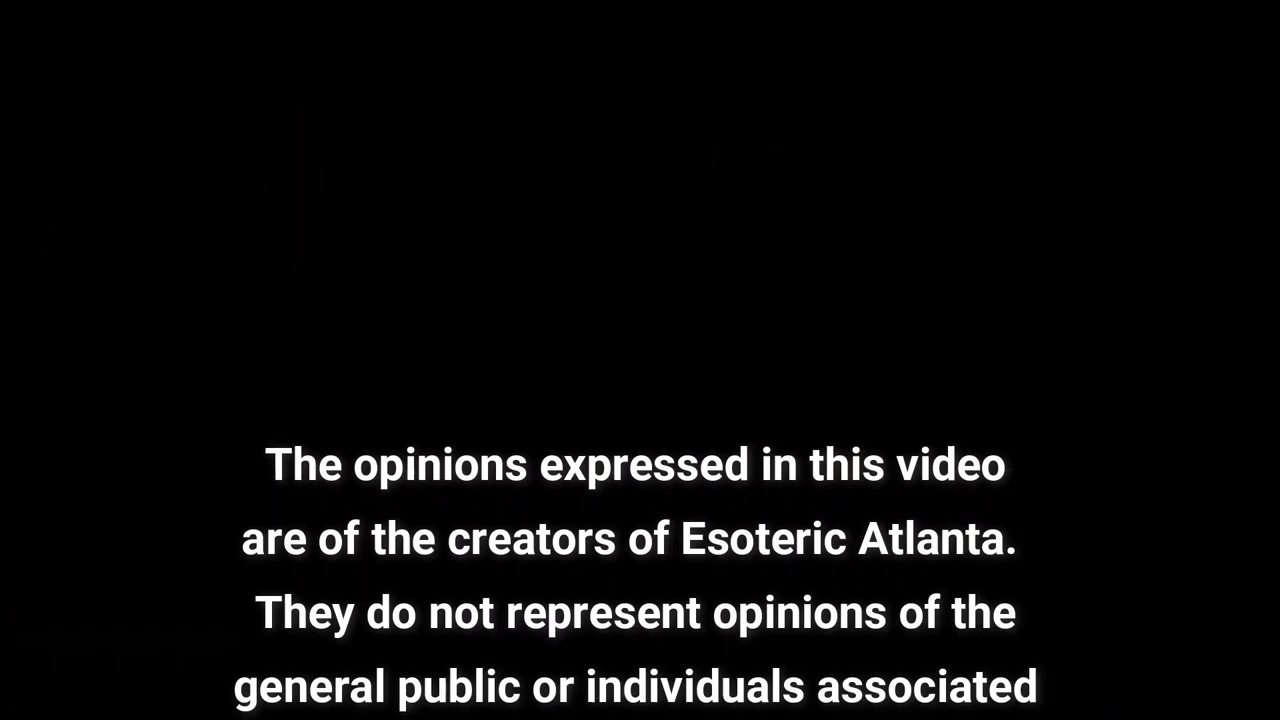 The opinions expressed in this video
are of the creators of Esoteric Atlanta.
They do not represent opinions of the
general public or individuals associated